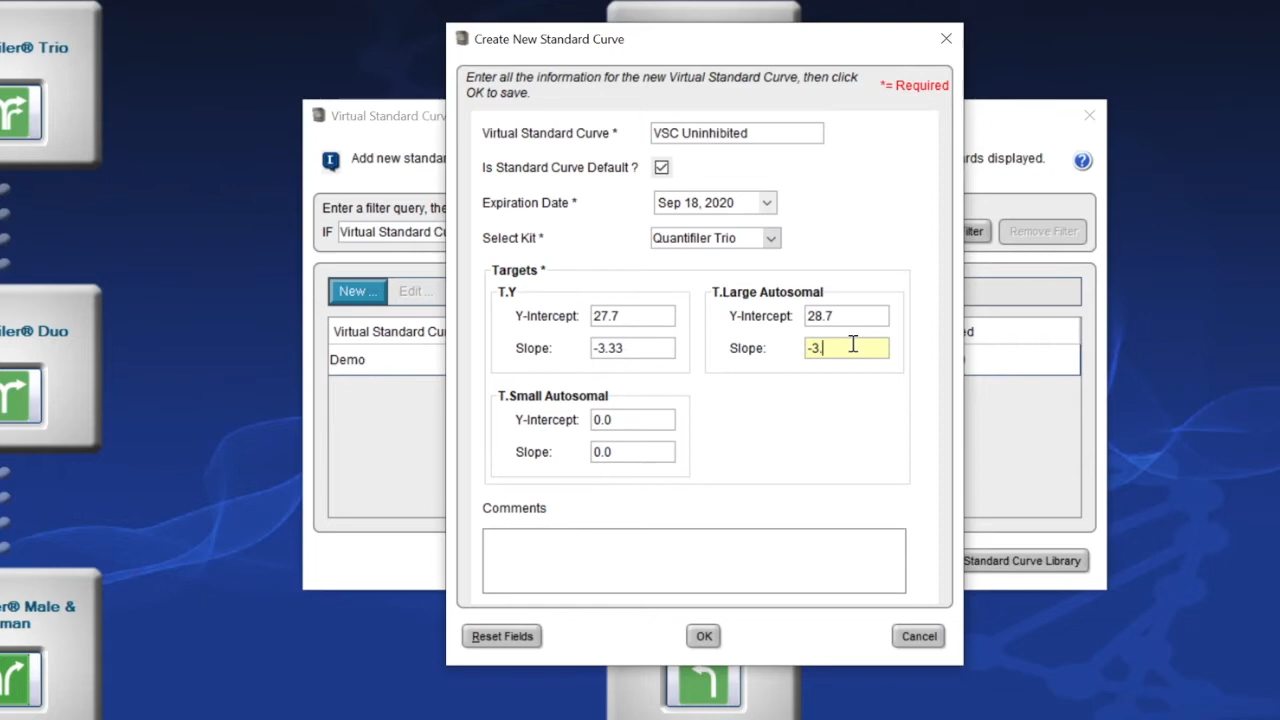 iler® Trio
iler® Duo
r® Male &
man
Create New Standard Curve
Enter all the information for the new Virtual Standard Curve, then click
OK to save.
*= Required
Virtual Standard Curve *
VSC Uninhibited
Is Standard Curve Default ?
Expiration Date *
Sep 18, 2020
Select Kit *
Quantifiler Trio
Targets *
T.Y
Y-Intercept:
27.7
Slope:
-3.33
T.Large Autosomal
Y-Intercept:
28.7
Slope:
-3.
T.Small Autosomal
Y-Intercept:
0.0
Slope:
0.0
Comments
Reset Fields
OK
Cancel
Virtual Standard Curv
Add new standar
rds displayed.
Enter a filter query, the
IF
Virtual Standard Cu
lter
Remove Filter
New ...
Edit ...
Virtual Standard Cur
ed
Demo
Standard Curve Library